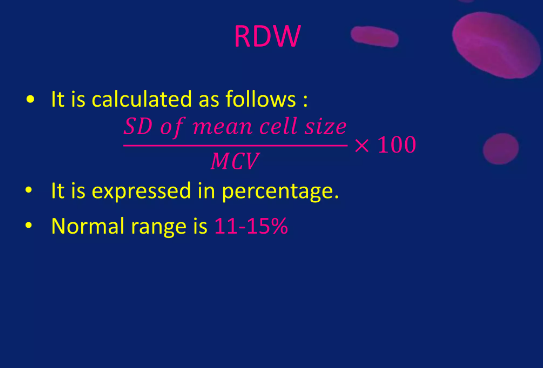 RDW
• It is calculated as follows :
SD of mean cell size
MCV
× 100
• It is expressed in percentage.
• Normal range is 11-15%